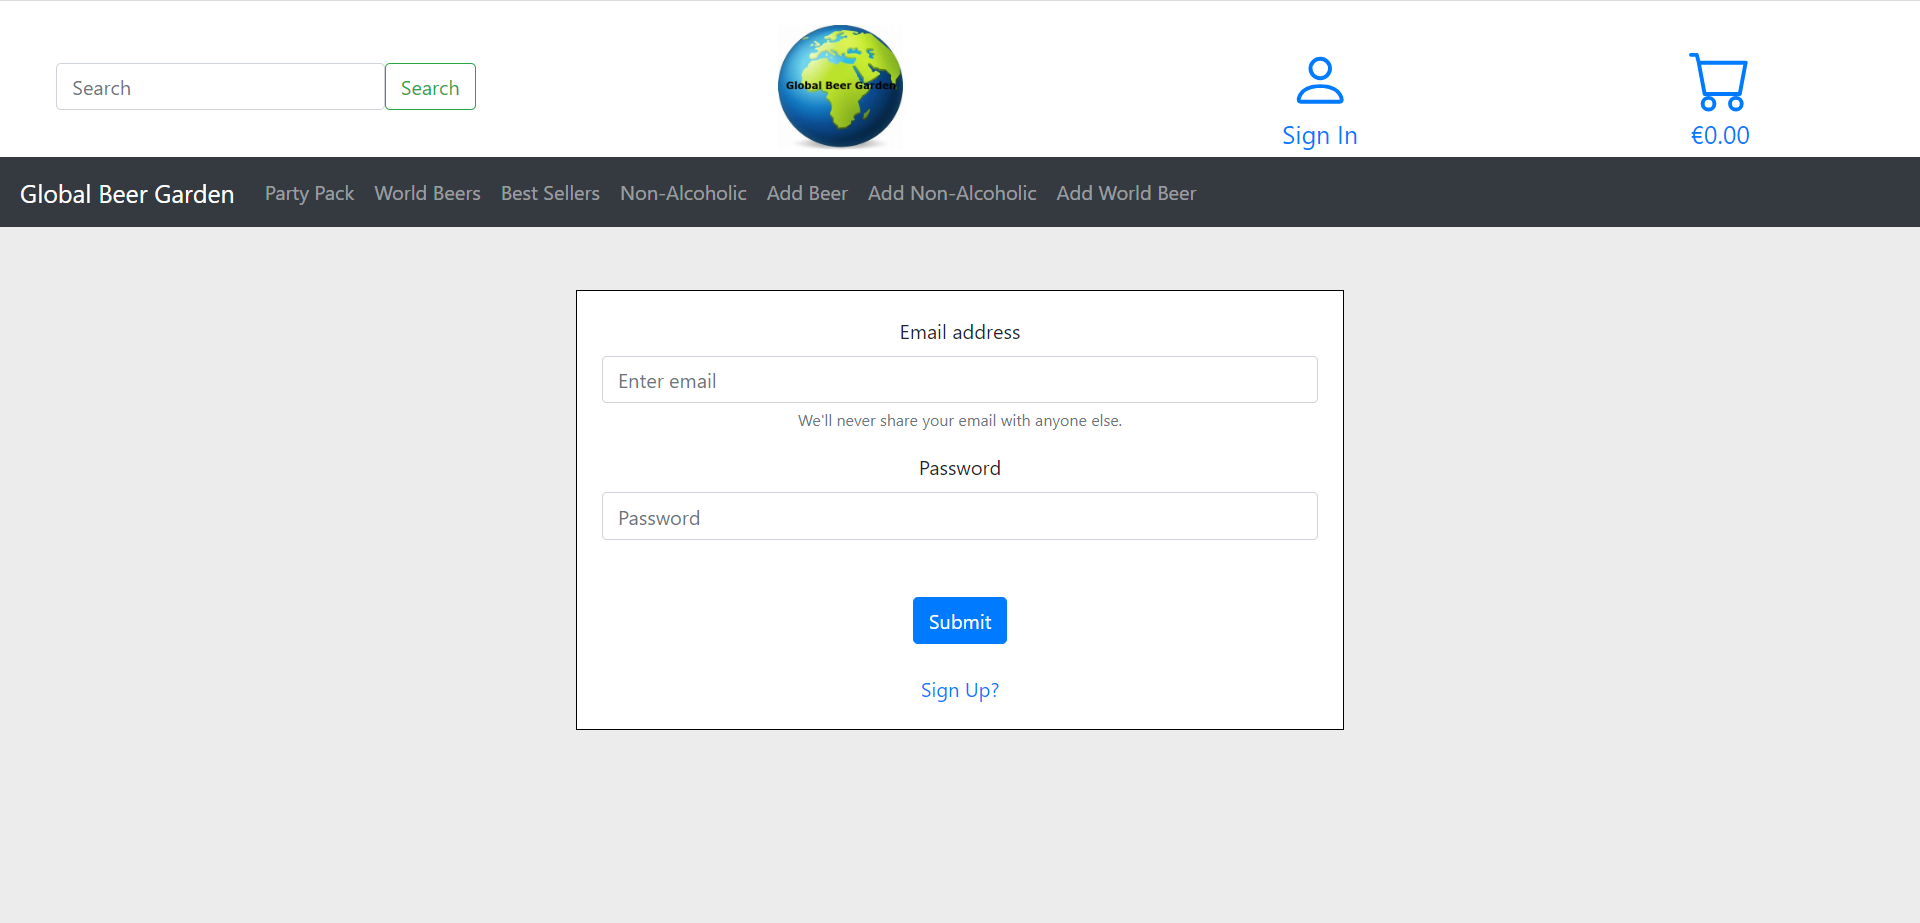 Search Search
Global Beer Garden
Sign In
€0.00
Global Beer Garden Party Pack World Beers Best Sellers Non-Alcoholic Add Beer Add Non-Alcoholic Add World Beer
Email address
Enter email
We'll never share your email with anyone else.
Password
Password
Submit
Sign Up?